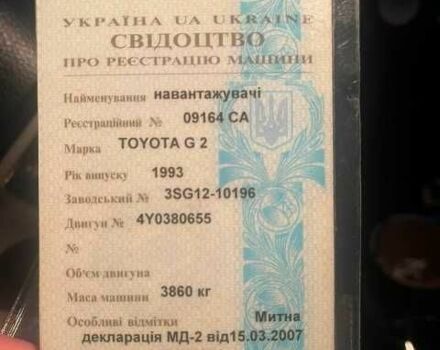 УКРАЇНА UA UKRAINE
СВІДОЦТВО
ПРО РЕЄСТРАЦІЮ МАШИНИ
Найменування навантажувачі
Реєстраційний № 09164 СА
Марка TOYOTA G 2
Рік випуску 1993
Заводський № 3SG12-10196
Двигун № 4Y0380655
№
Об'єм двигуна
Маса машини 3860 кг
Особливі відмітки Митна
декларація МД-2 від15.03.2007